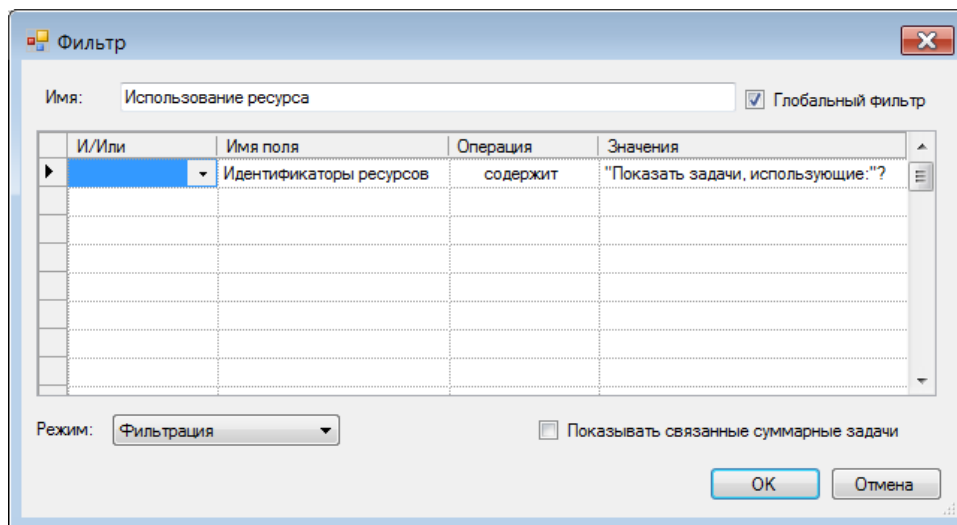 Фильтр
Имя: Использование ресурса Глобальный фильтр
И/Или Имя поля Операция Значения
Идентификаторы ресурсов содержит "Показать задачи, использующие:"?
Режим: Фильтрация Показывать связанные суммарные задачи
OK Отмена